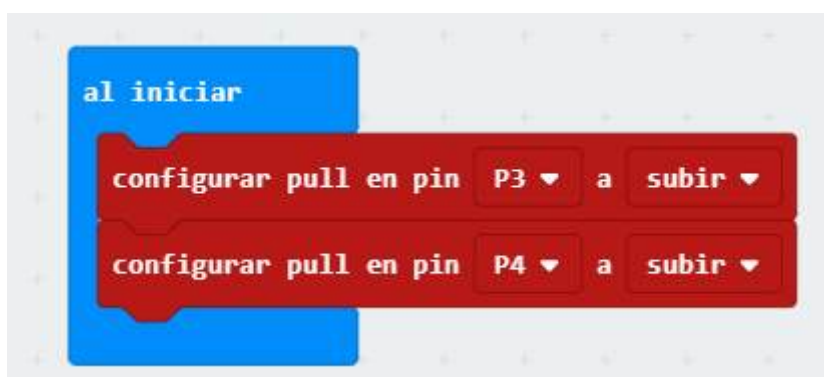 al iniciar
configurar pull en pin P3 a subir
configurar pull en pin P4 a subir